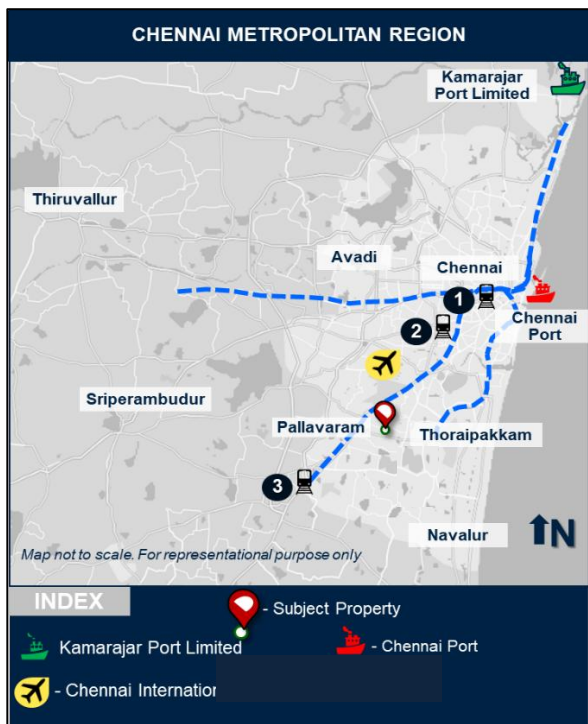 CHENNAI METROPOLITAN REGION
Kamarajar
Port Limited
Thiruvallur
Avadi
Chennai
1
Chennai
Port
2
Sriperambudur
Pallavaram
Thoraipakkam
3
Navalur
N
Map not to scale. For representational purpose only
INDEX
- Subject Property
Kamarajar Port Limited
- Chennai Port
- Chennai Internation